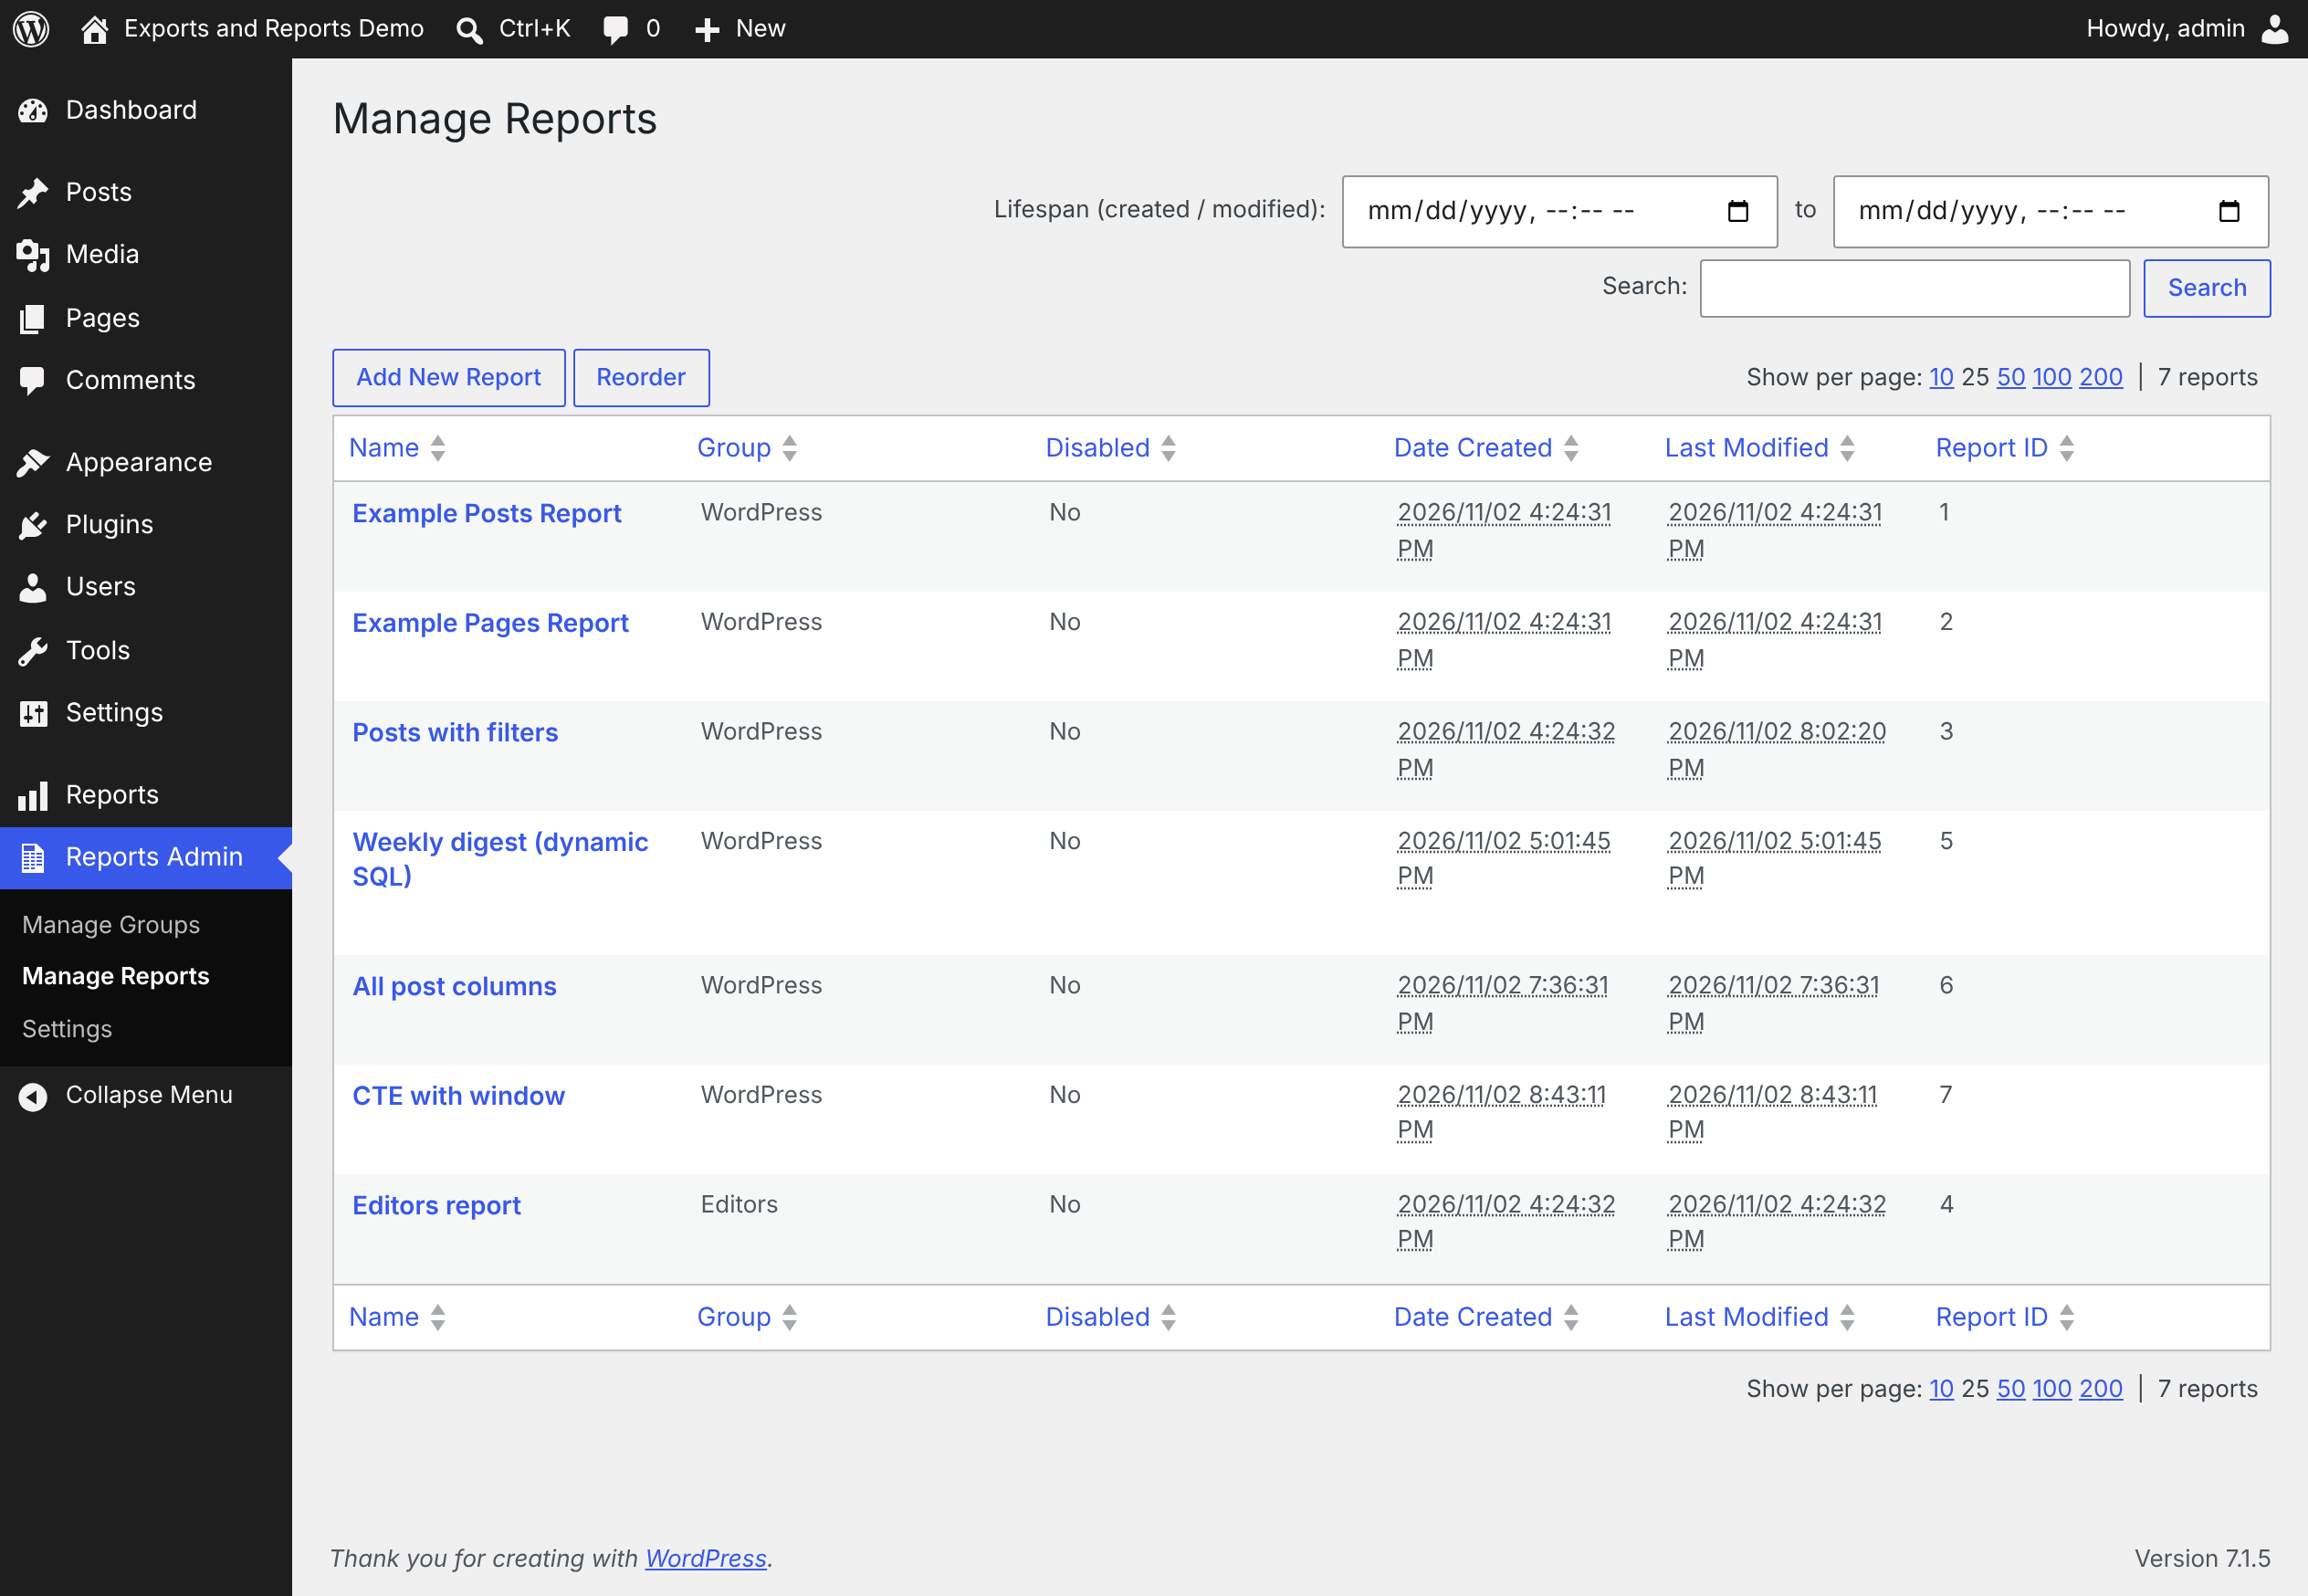 Exports and Reports Demo Ctrl+K 0 New Howdy, admin
Dashboard
Posts
Media
Pages
Comments
Appearance
Plugins
Users
Tools
Settings
Reports
Reports Admin
Manage Groups
Manage Reports
Settings
Collapse Menu
Manage Reports
Lifespan (created / modified): mm/dd/yyyy, --:-- -- to mm/dd/yyyy, --:-- --
Search: Search
Add New Report Reorder Show per page: 10 25 50 100 200 | 7 reports
Name Group Disabled Date Created Last Modified Report ID
Example Posts Report WordPress No 2026/11/02 4:24:31 2026/11/02 4:24:31 1
PM PM
Example Pages Report WordPress No 2026/11/02 4:24:31 2026/11/02 4:24:31 2
PM PM
Posts with filters WordPress No 2026/11/02 4:24:32 2026/11/02 8:02:20 3
PM PM
Weekly digest (dynamic WordPress No 2026/11/02 5:01:45 2026/11/02 5:01:45 5
SQL) PM PM
All post columns WordPress No 2026/11/02 7:36:31 2026/11/02 7:36:31 6
PM PM
CTE with window WordPress No 2026/11/02 8:43:11 2026/11/02 8:43:11 7
PM PM
Editors report Editors No 2026/11/02 4:24:32 2026/11/02 4:24:32 4
PM PM
Name Group Disabled Date Created Last Modified Report ID
Show per page: 10 25 50 100 200 | 7 reports
Thank you for creating with WordPress. Version 7.1.5